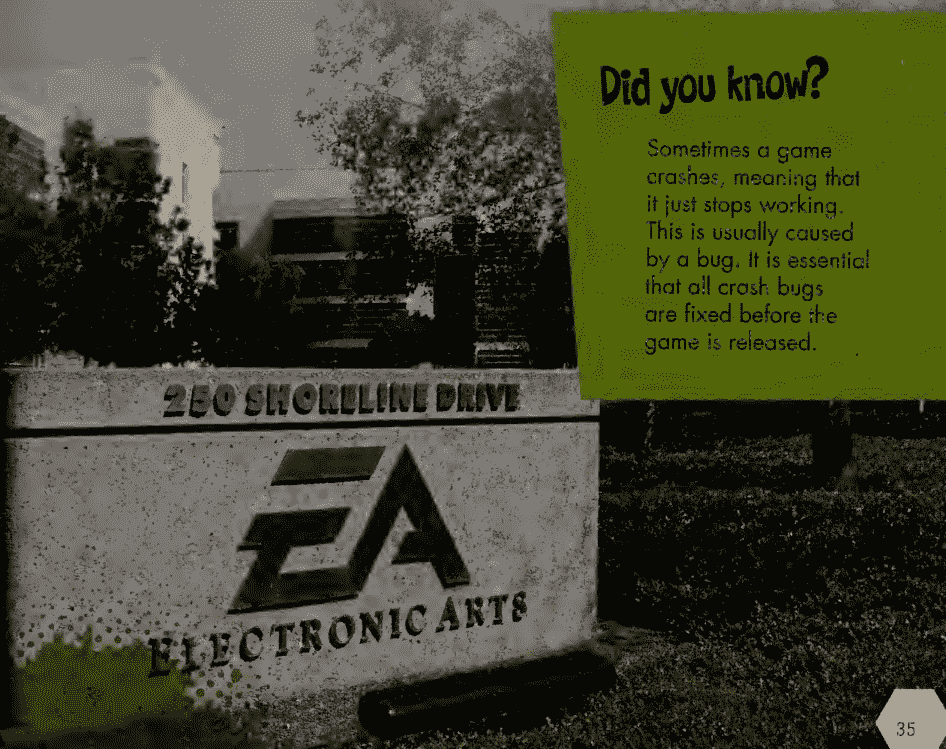 Did you know?
Sometimes a game
crashes, meaning that
it just stops working.
This is usually caused
by a bug. It is essential
that all crash bugs
are fixed before the
game is released.
250 SHORELINE DRIVE
EA
ELECTRONIC ARTS
35